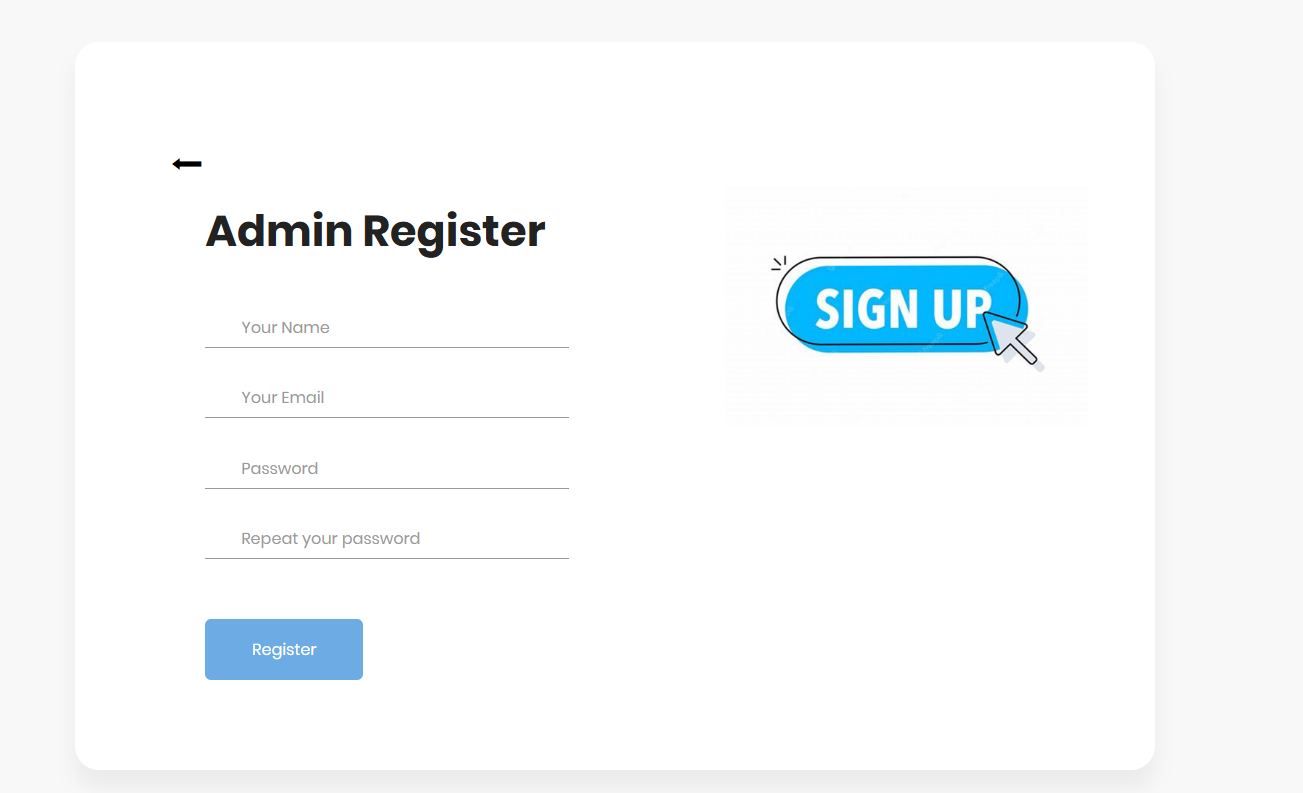 Admin Register
Your Name
Your Email
Password
Repeat your password
Register
SIGN UP